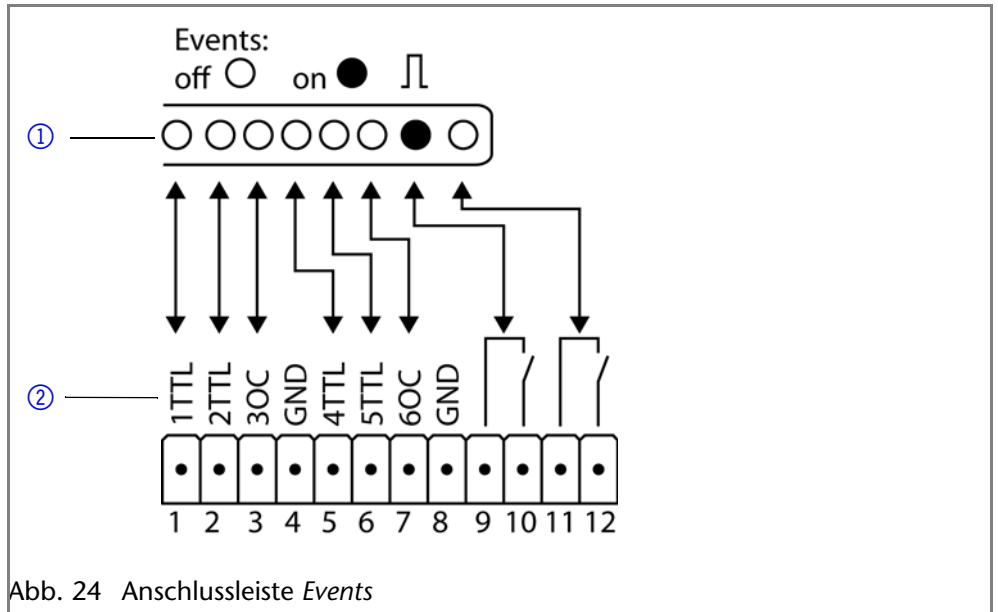 Events:
off on
①
②
1TTL 2TTL 3OC GND 4TTL 5TTL 6OC GND
1 2 3 4 5 6 7 8 9 10 11 12
Abb. 24 Anschlussleiste Events